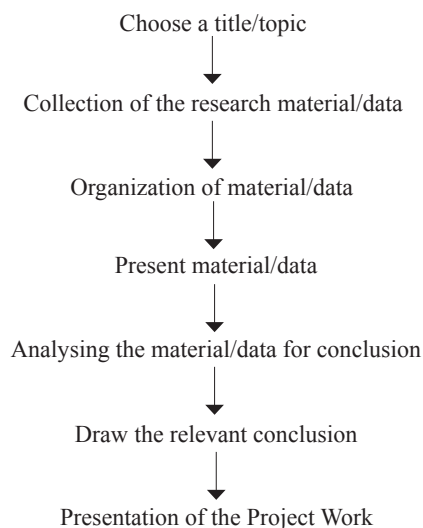 Choose a title/topic
Collection of the research material/data
Organization of material/data
Present material/data
Analysing the material/data for conclusion
Draw the relevant conclusion
Presentation of the Project Work